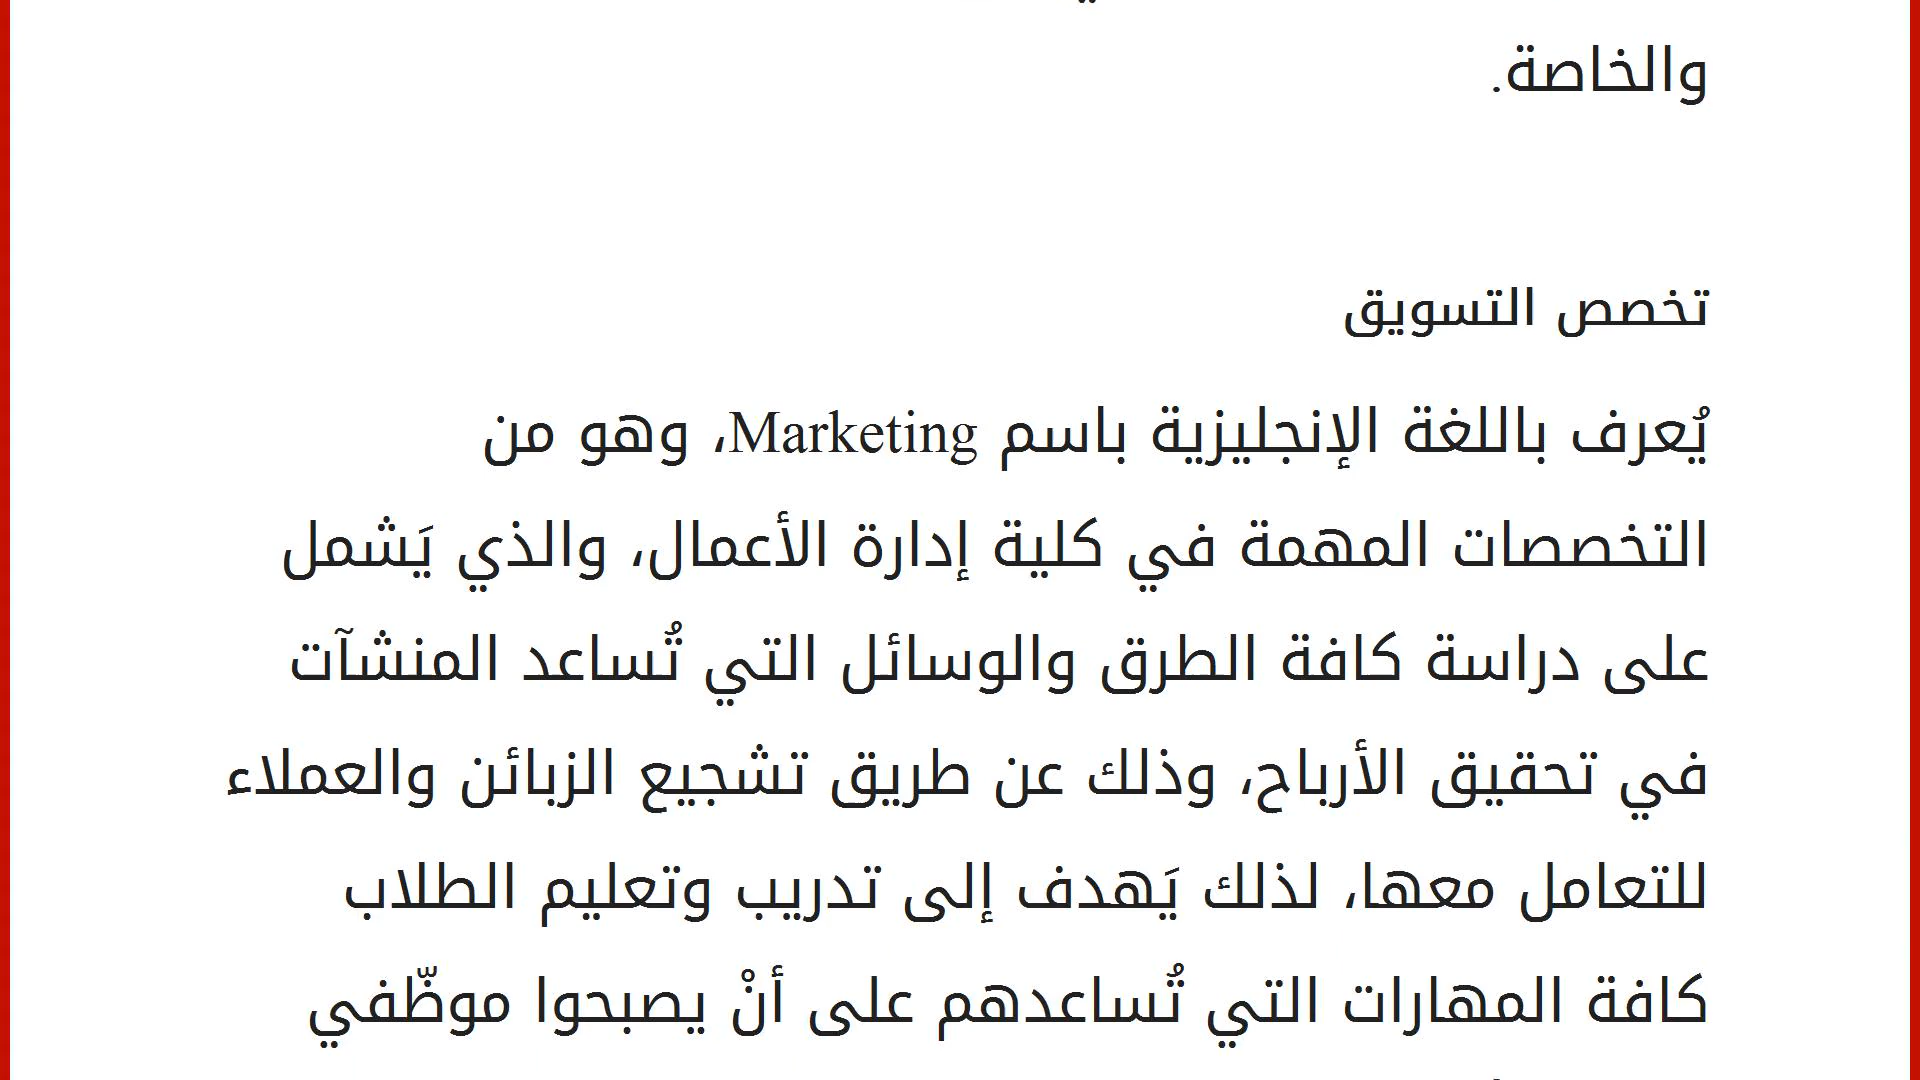 والخاصة.
تخصص التسويق
يُعرف باللغة الإنجليزية باسم Marketing، وهو من
التخصصات المهمة في كلية إدارة الأعمال، والذي يَشمل
على دراسة كافة الطرق والوسائل التي تُساعد المنشآت
في تحقيق الأرباح، وذلك عن طريق تشجيع الزبائن والعملاء
للتعامل معها، لذلك يَهدف إلى تدريب وتعليم الطلاب
كافة المهارات التي تُساعدهم على أنْ يصبحوا موظّفي